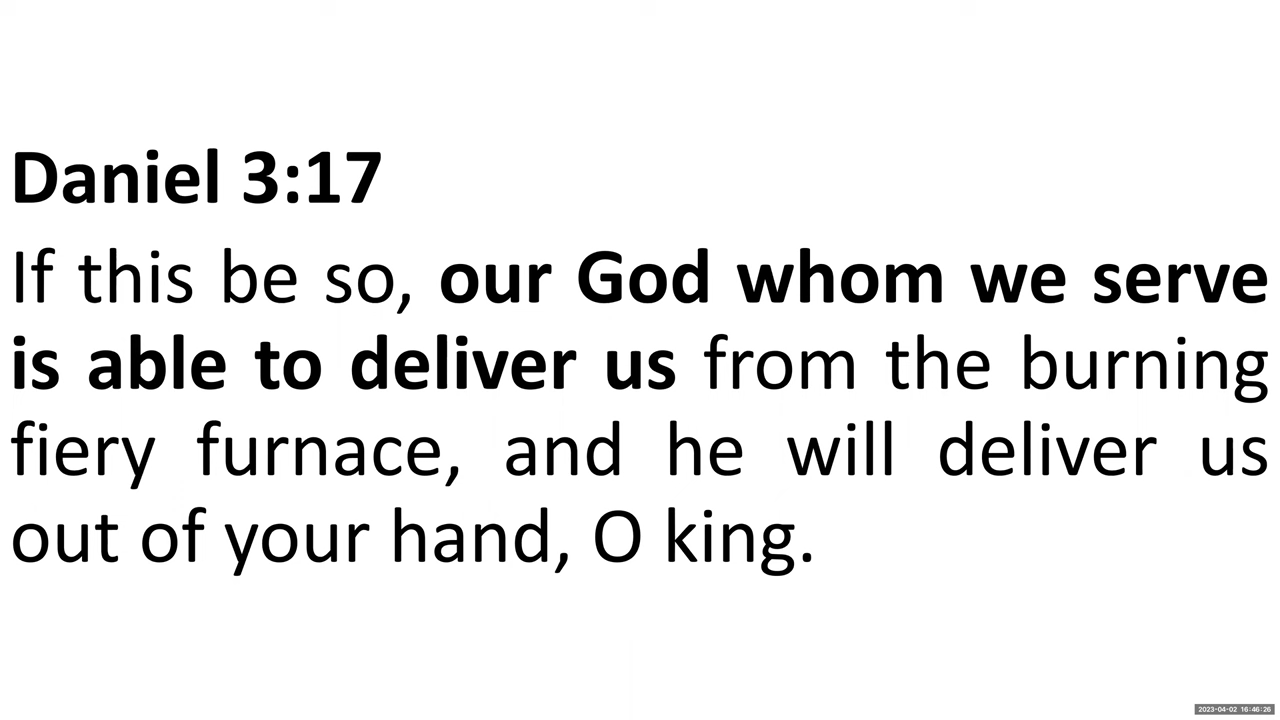 Daniel 3:17
If this be so, our God whom we serve
is able to deliver us from the burning
fiery furnace, and he will deliver us
out of your hand, O king.
2023-04-02 16:46:26